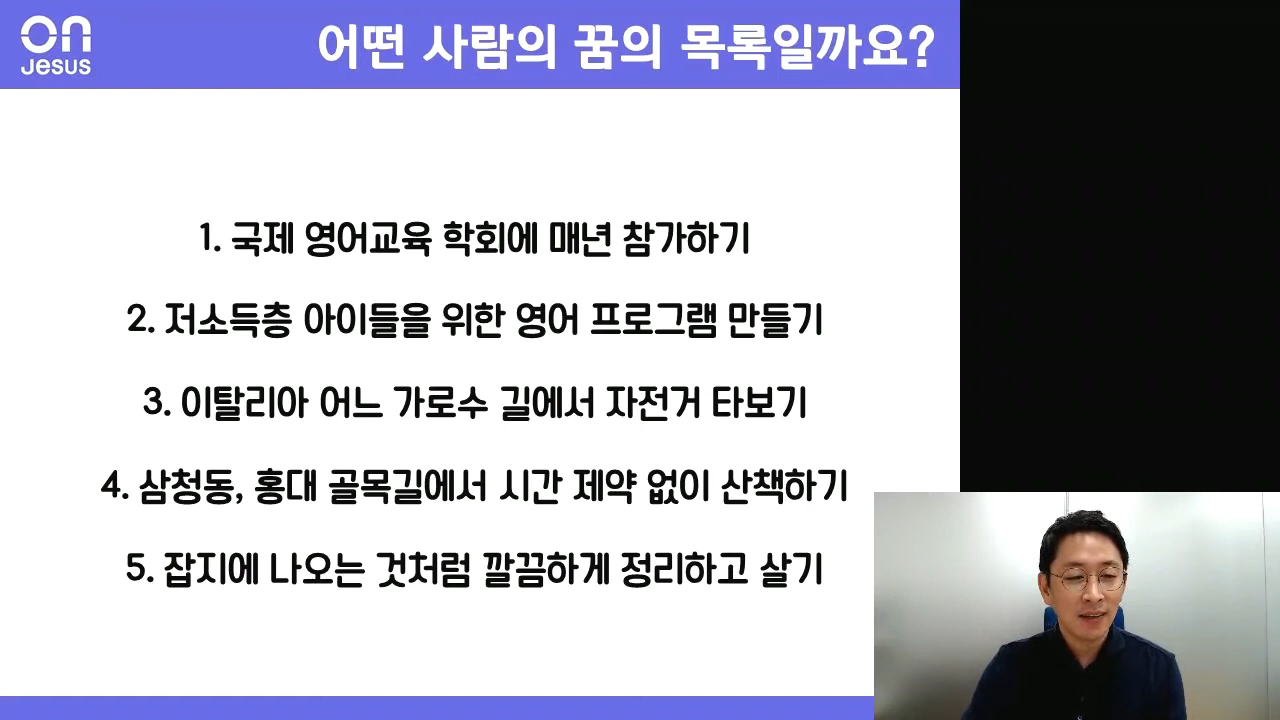 on
Jesus
어떤 사람의 꿈의 목록일까요?
1. 국제 영어교육 학회에 매년 참가하기
2. 저소득층 아이들을 위한 영어 프로그램 만들기
3. 이탈리아 어느 가로수 길에서 자전거 타보기
4. 삼청동, 홍대 골목길에서 시간 제약 없이 산책하기
5. 잡지에 나오는 것처럼 깔끔하게 정리하고 살기